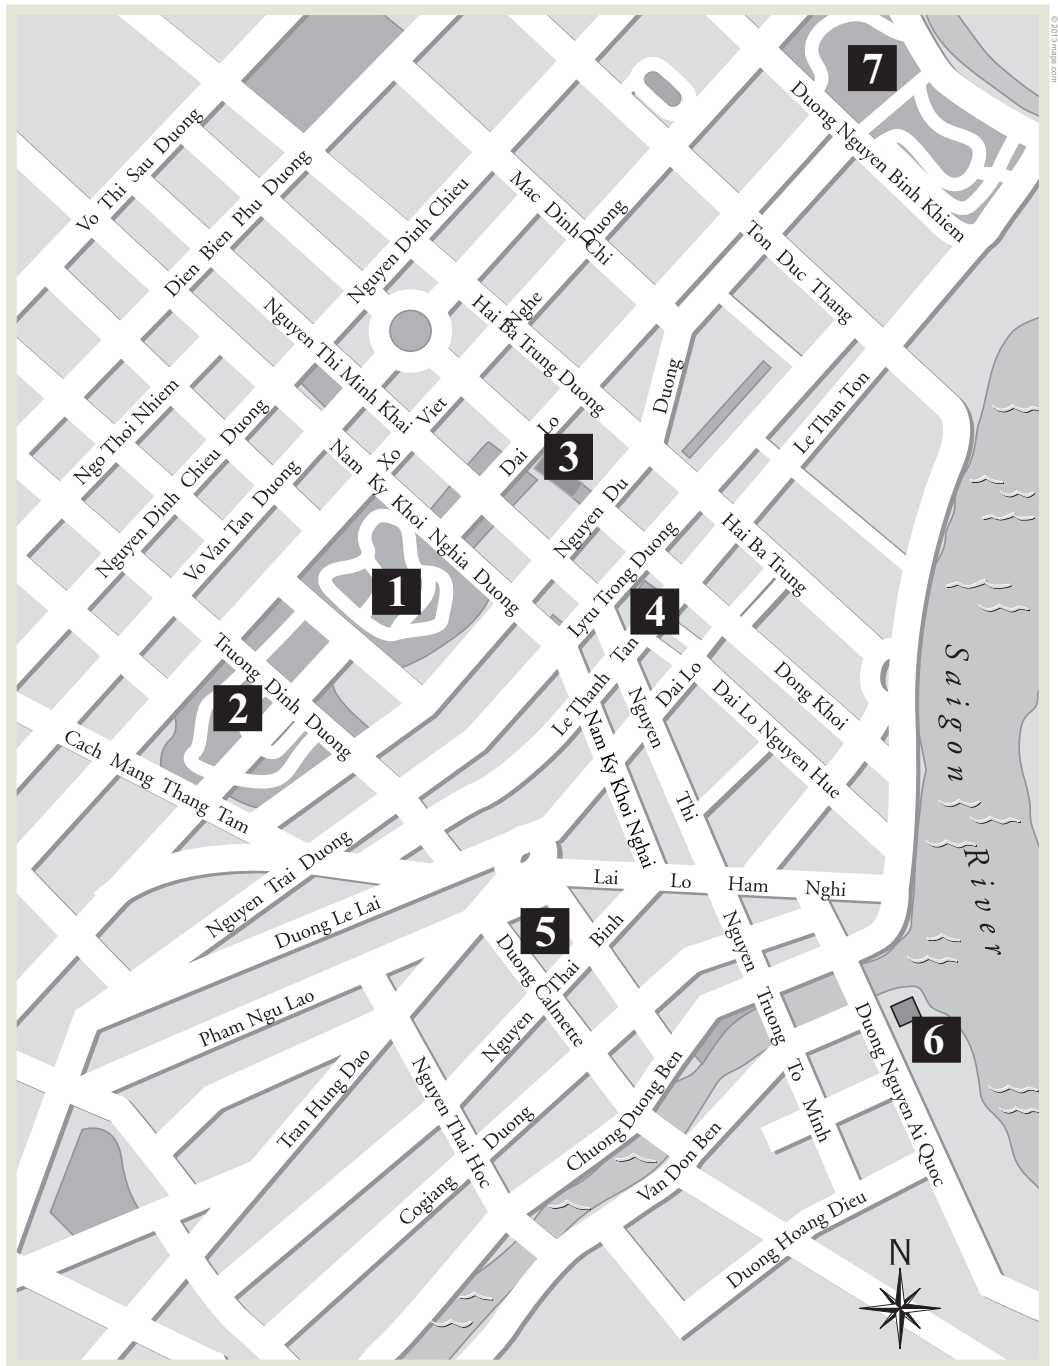 © 2013 maps.com
7
Duong Nguyen Binh Khiem
Vo Thi Sau Duong
Dien Bien Phu Duong
Nguyen Dinh Chieu
Mac Dinh Chi
Duong
Ton Duc Thang
Nghe
Hai Ba Trung Duong
Nguyen Thi Minh Khai
Viet
Xo
Duong
Le Than Ton
Ngo Thoi Nhiem
Nguyen Dinh Chieu Duong
Vo Van Tan Duong
Nam Ky Khoi Nghia Duong
Lo
Dai
3
Nguyen Du
Hai Ba Trung
Lytu Trong Duong
1
4
Tan
Le Thanh
Dai Lo
Dong Khoi
Dai Lo Nguyen Hue
Truong Dinh Duong
2
Nguyen
Thi
Nam Ky Khoi Nghai
Saigon
River
Cach Mang Thang Tam
Nguyen Trai Duong
Duong Le Lai
Lai Lo Ham Nghi
5
Binh
Thai
Nguyen
Duong Calmette
Nguyen
Truong
To
Minh
Pham Ngu Lao
6
Duong Nguyen Ai Quoc
Tran Hung Dao
Nguyen Thai Hoc
Duong
Cogiang
Chuong Duong Ben
Van Don Ben
Duong Hoang Dieu
N